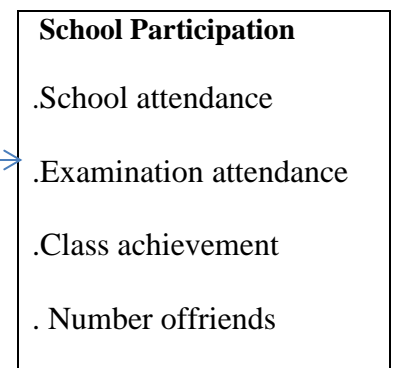 School Participation
.School attendance
.Examination attendance
.Class achievement
. Number offriends